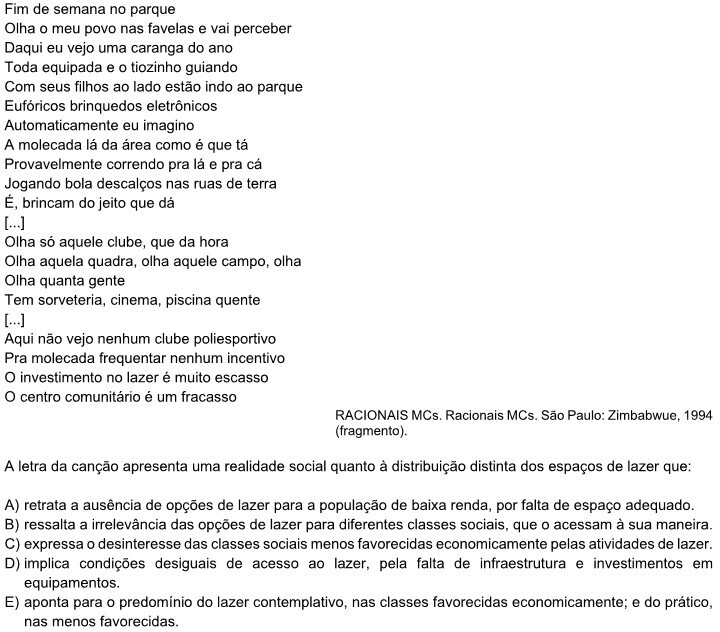 Fim de semana no parque
Olha o meu povo nas favelas e vai perceber
Daqui eu vejo uma caranga do ano
Toda equipada e o tiozinho guiando
Com seus filhos ao lado estão indo ao parque
Eufóricos brinquedos eletrônicos
Automaticamente eu imagino
A molecada lá da área como é que tá
Provavelmente correndo pra lá e pra cá
Jogando bola descalços nas ruas de terra
É, brincam do jeito que dá
[...]
Olha só aquele clube, que da hora
Olha aquela quadra, olha aquele campo, olha
Olha quanta gente
Tem sorveteria, cinema, piscina quente
[...]
Aqui não vejo nenhum clube poliesportivo
Pra molecada frequentar nenhum incentivo
O investimento no lazer é muito escasso
O centro comunitário é um fracasso
RACIONAIS MCs. Racionais MCs. São Paulo: Zimbabwue, 1994
(fragmento).
A letra da canção apresenta uma realidade social quanto à distribuição distinta dos espaços de lazer que:
A) retrata a ausência de opções de lazer para a população de baixa renda, por falta de espaço adequado.
B) ressalta a irrelevância das opções de lazer para diferentes classes sociais, que o acessam à sua maneira.
C) expressa o desinteresse das classes sociais menos favorecidas economicamente pelas atividades de lazer.
D) implica condições desiguais de acesso ao lazer, pela falta de infraestrutura e investimentos em
equipamentos.
E) aponta para o predomínio do lazer contemplativo, nas classes favorecidas economicamente; e do prático,
nas menos favorecidas.